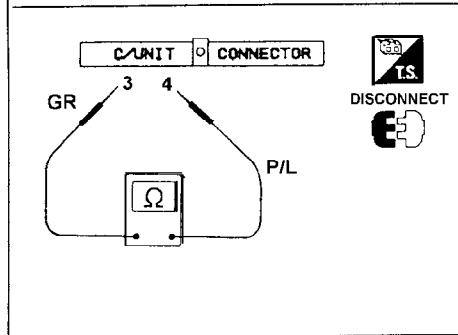 C/UNIT CONNECTOR
3 4
GR
T.S.
DISCONNECT
P/L
Ω